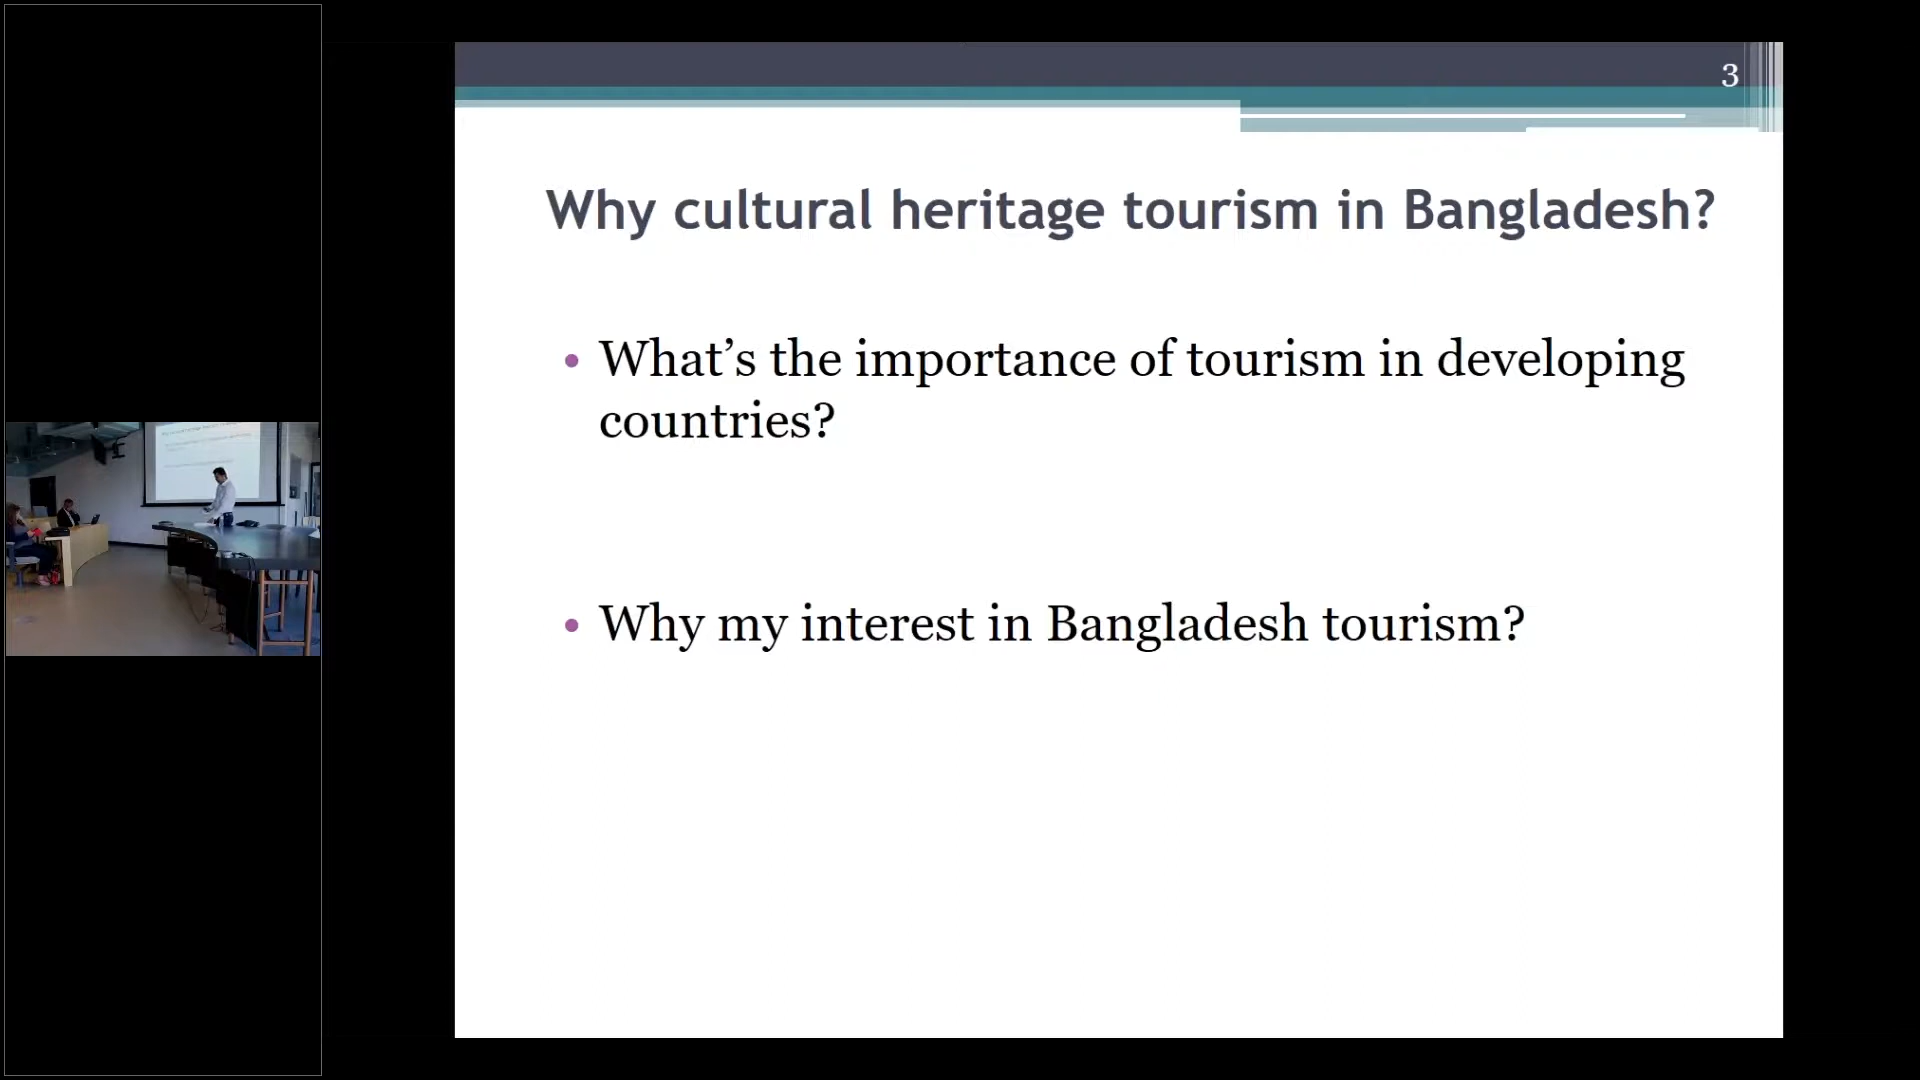 3
Why cultural heritage tourism in Bangladesh?
• What’s the importance of tourism in developing
countries?
• Why my interest in Bangladesh tourism?